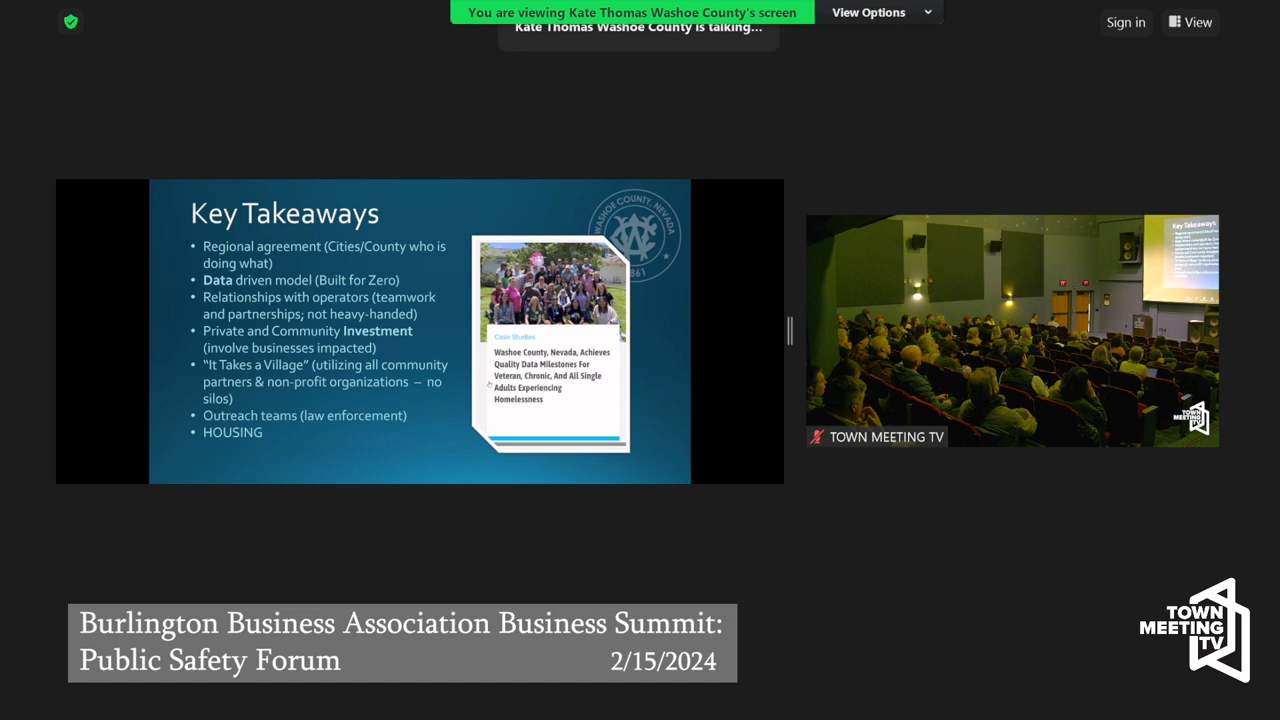 You are viewing Kate Thomas Washoe County's screen
View Options
Kate Thomas Washoe County is talking...
Sign in
View
Key Takeaways
• Regional agreement (Cities/County who is
doing what)
• Data driven model (Built for Zero)
• Relationships with operators (teamwork
and partnerships; not heavy-handed)
• Private and Community Investment
(involve businesses impacted)
• "It Takes a Village" (utilizing all community
partners & non-profit organizations – no
silos)
• Outreach teams (law enforcement)
• HOUSING
WASHOE COUNTY, NEVADA
Case Studies
Washoe County, Nevada, Achieves
Quality Data Milestones For
Veteran, Chronic, And All Single
Adults Experiencing
Homelessness
Key Takeaways
TOWN
MEETING
TV
TOWN MEETING TV
Burlington Business Association Business Summit:
Public Safety Forum 2/15/2024
TOWN
MEETING
TV